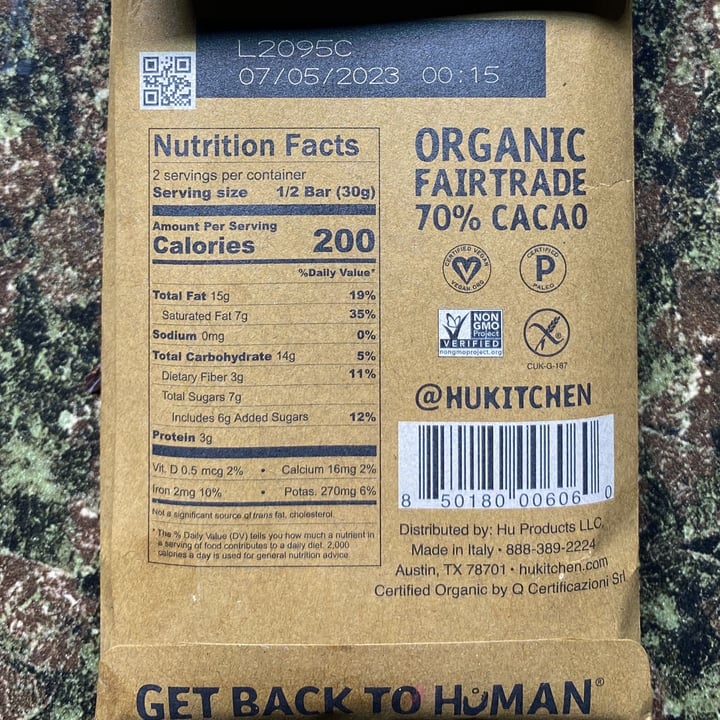 L2095C
07/05/2023 00:15
Nutrition Facts
2 servings per container
Serving size 1/2 Bar (30g)
Amount Per Serving
Calories 200
%Daily Value*
Total Fat 15g 19%
Saturated Fat 7g 35%
Sodium 0mg 0%
Total Carbohydrate 14g 5%
Dietary Fiber 3g 11%
Total Sugars 7g
Includes 6g Added Sugars 12%
Protein 3g
Vit. D 0.5 mcg 2% • Calcium 16mg 2%
Iron 2mg 10% • Potas. 270mg 6%
Not a significant source of trans fat, cholesterol.
* The % Daily Value (DV) tells you how much a nutrient in
a serving of food contributes to a daily diet. 2,000
calories a day is used for general nutrition advice
ORGANIC
FAIRTRADE
70% CACAO
CERTIFIED VEGAN
VEGAN.ORG
CERTIFIED
P
PALEO
NON
GMO
Project
VERIFIED
nongmoproject.org
CUK-G-187
@HUKITCHEN
8 50180 00606 0
Distributed by: Hu Products LLC,
Made in Italy • 888-389-2224
Austin, TX 78701 • hukitchen.com
Certified Organic by Q Certificazioni Srl
GET BACK TO HUMAN®